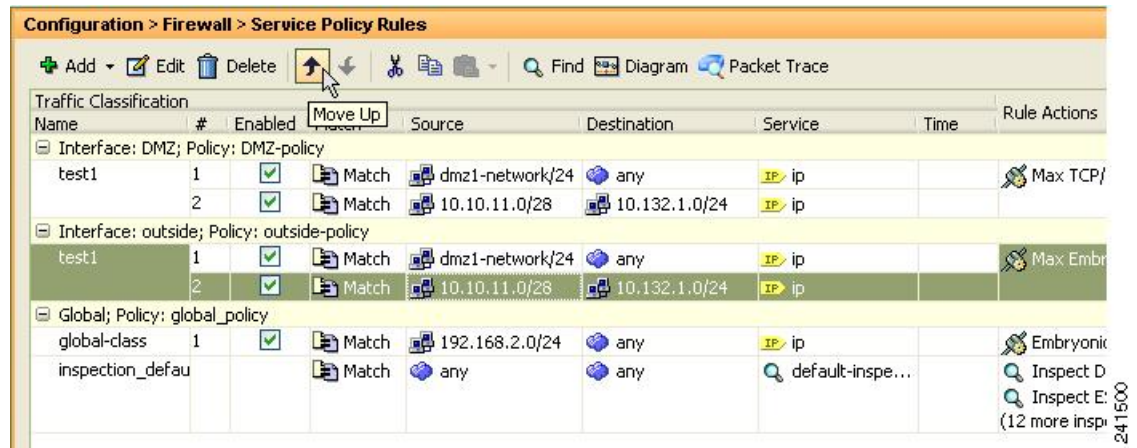 Configuration > Firewall > Service Policy Rules
Add Edit Delete Find Diagram Packet Trace
Move Up
Traffic Classification
Name # Enabled Source Destination Service Time Rule Actions
Interface: DMZ; Policy: DMZ-policy
test1 1 Match dmz1-network/24 any IP ip Max TCP/
2 Match 10.10.11.0/28 10.132.1.0/24 IP ip
Interface: outside; Policy: outside-policy
test1 1 Match dmz1-network/24 any IP ip Max Embr
2 Match 10.10.11.0/28 10.132.1.0/24 IP ip
Global; Policy: global_policy
global-class 1 Match 192.168.2.0/24 any IP ip Embryonic
inspection_defau Match any any default-inspe... Inspect D
Inspect E
(12 more insp
241500